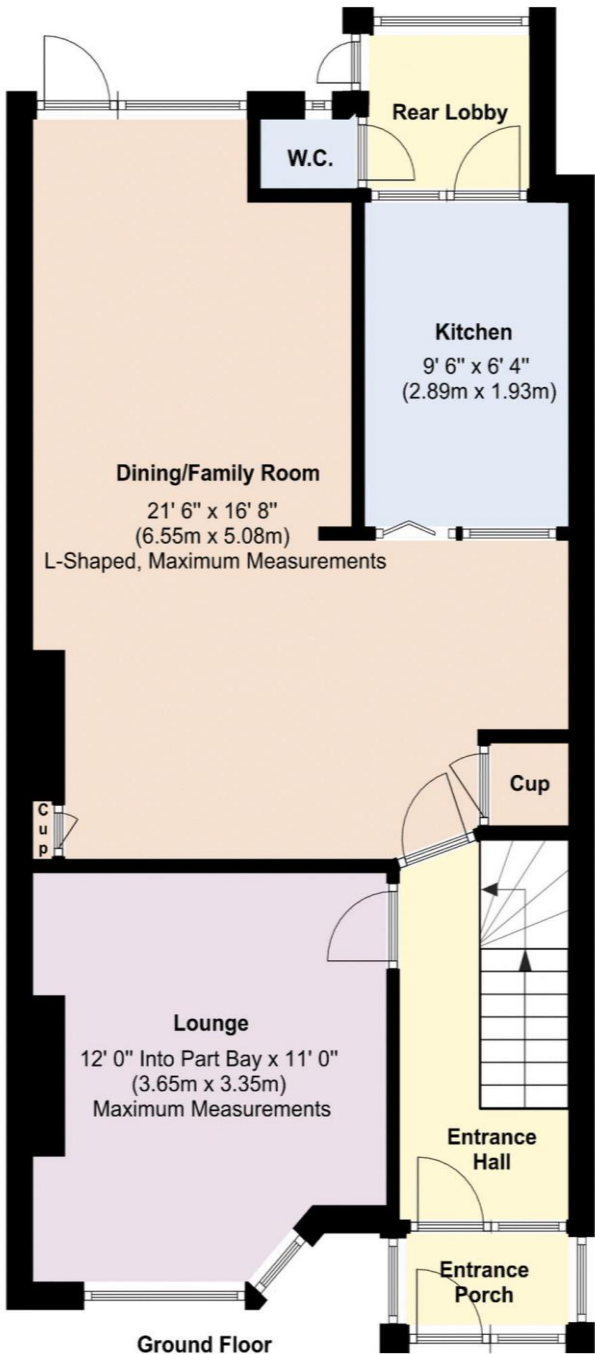 Rear Lobby
W.C.
Kitchen
9' 6" x 6' 4"
(2.89m x 1.93m)
Dining/Family Room
21' 6" x 16' 8"
(6.55m x 5.08m)
L-Shaped, Maximum Measurements
Cup
C
u
p
Lounge
12' 0" Into Part Bay x 11' 0"
(3.65m x 3.35m)
Maximum Measurements
Entrance
Hall
Entrance
Porch
Ground Floor